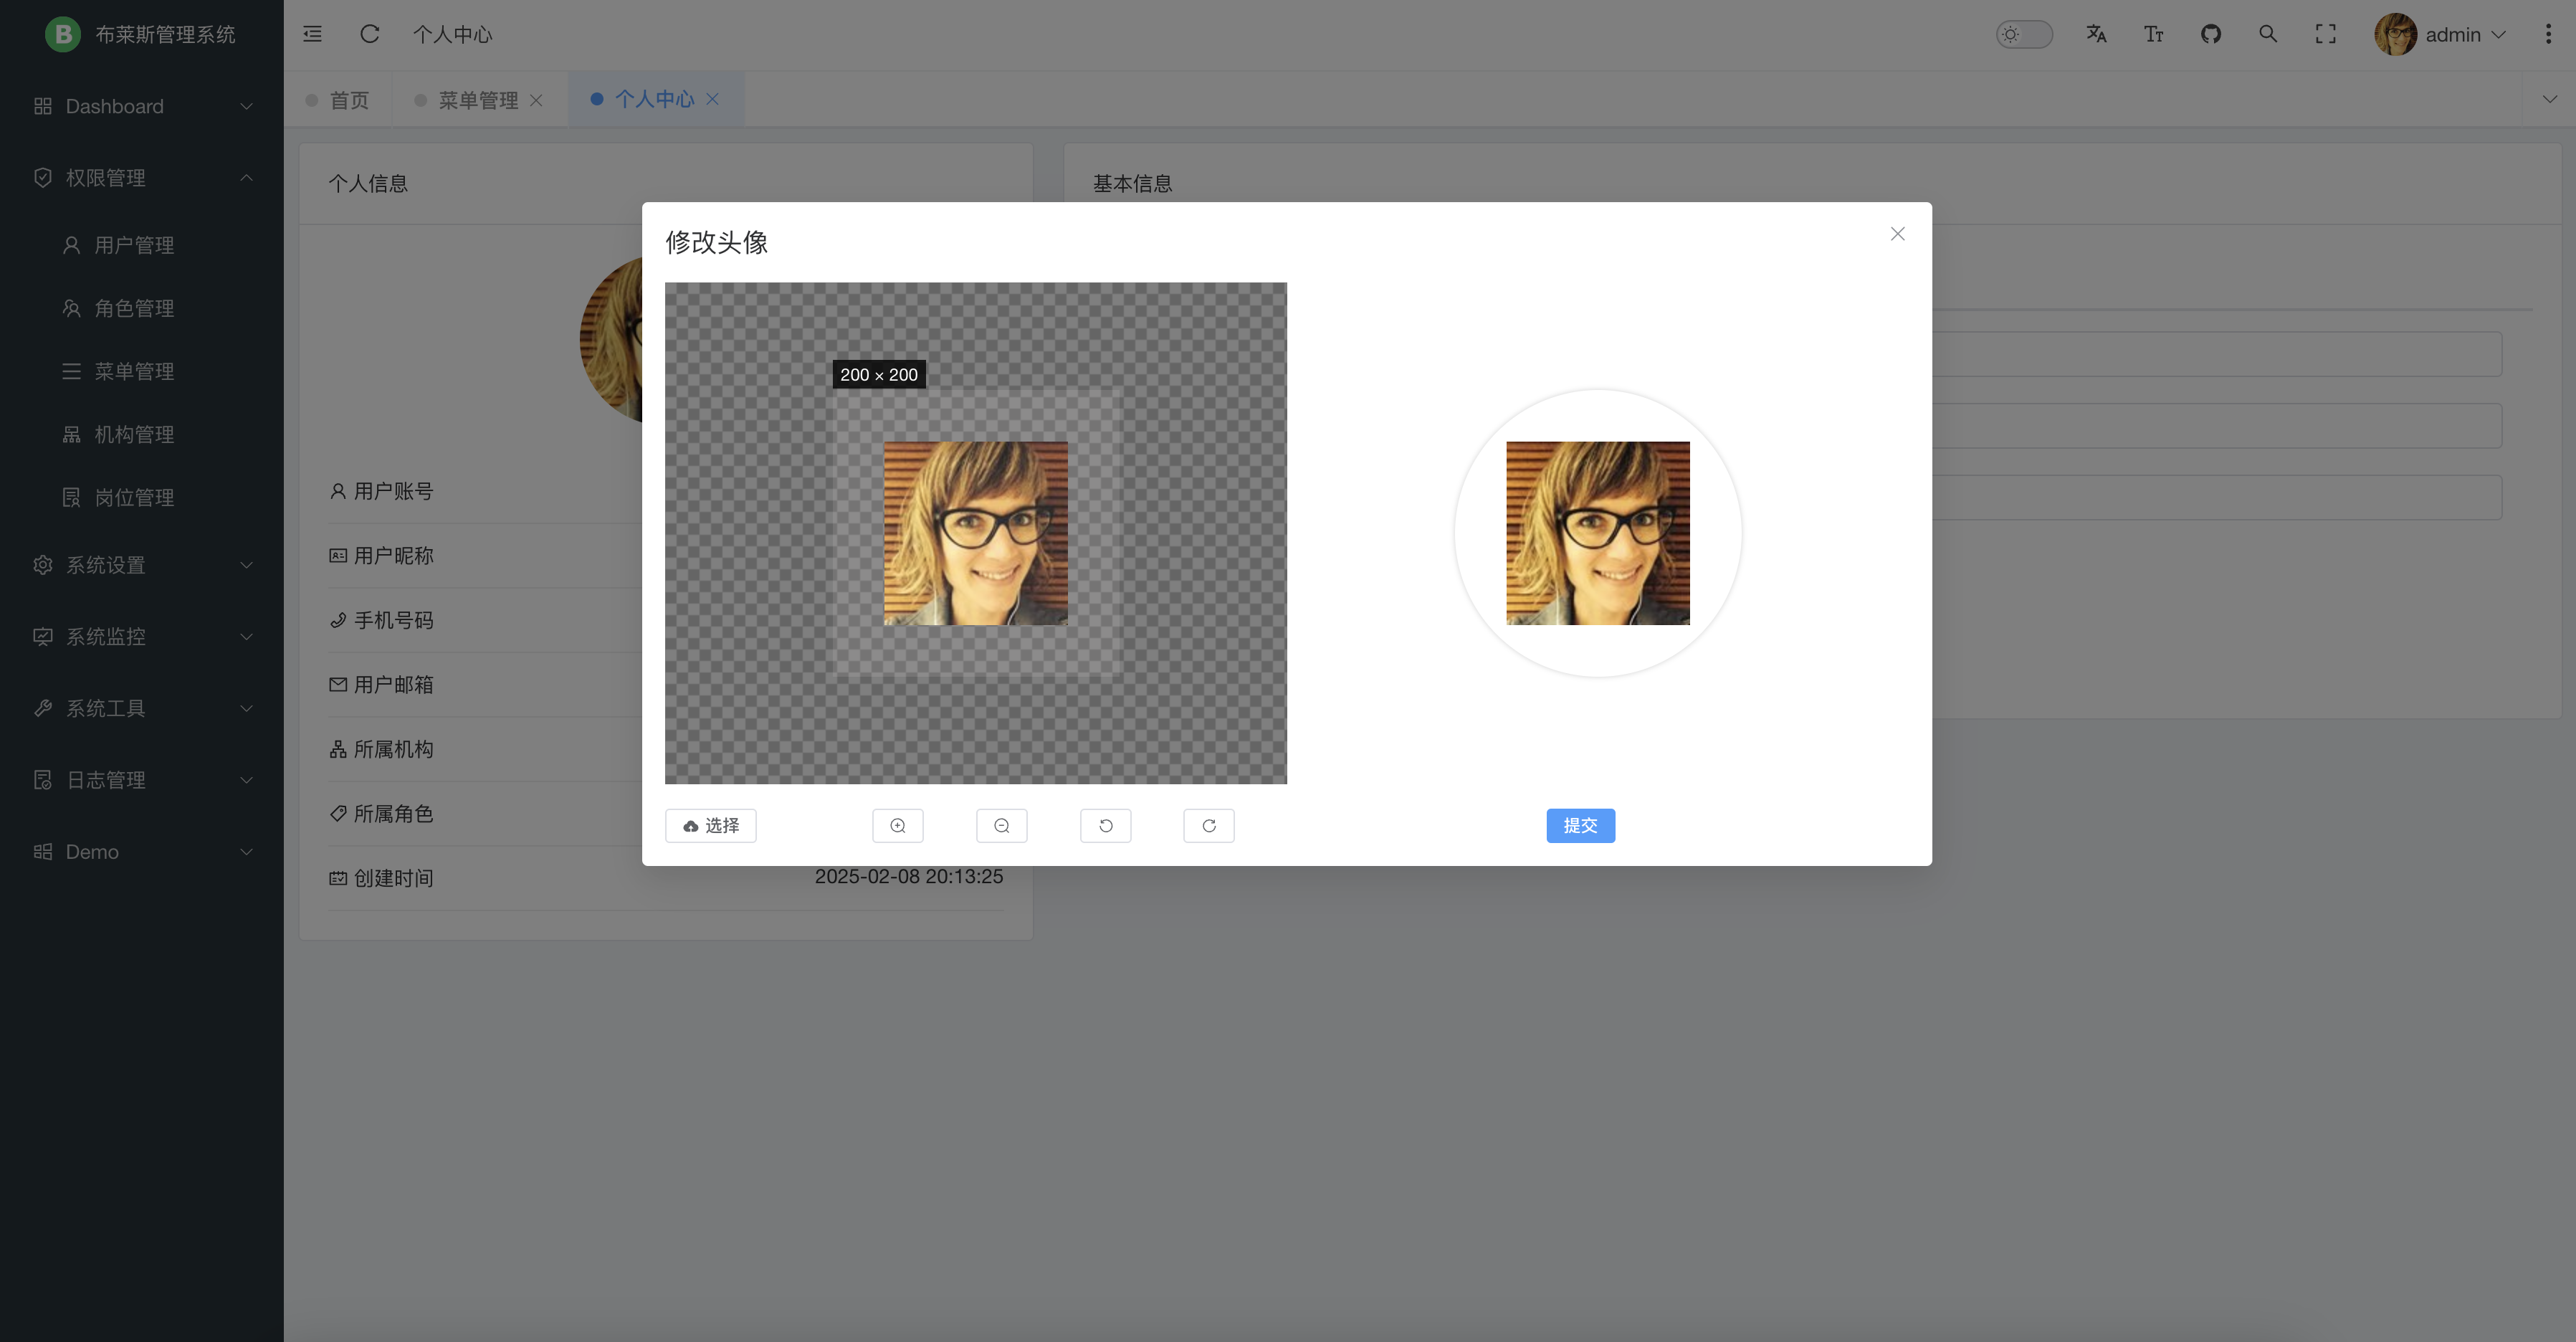 布莱斯管理系统
个人中心
admin
首页
菜单管理
个人中心
Dashboard
权限管理
用户管理
角色管理
菜单管理
机构管理
岗位管理
系统设置
系统监控
系统工具
日志管理
Demo
个人信息
用户账号
用户昵称
手机号码
用户邮箱
所属机构
所属角色
创建时间 2025-02-08 20:13:25
基本信息
修改头像
200 × 200
选择
提交